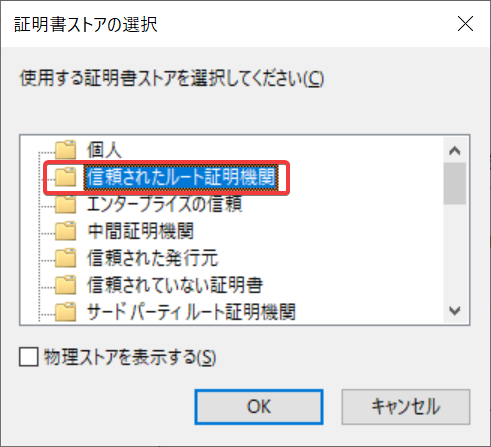 証明書ストアの選択
使用する証明書ストアを選択してください(C)
個人
信頼されたルート証明機関
エンタープライズの信頼
中間証明機関
信頼された発行元
信頼されていない証明書
サード パーティ ルート証明機関
物理ストアを表示する(S)
OK
キャンセル